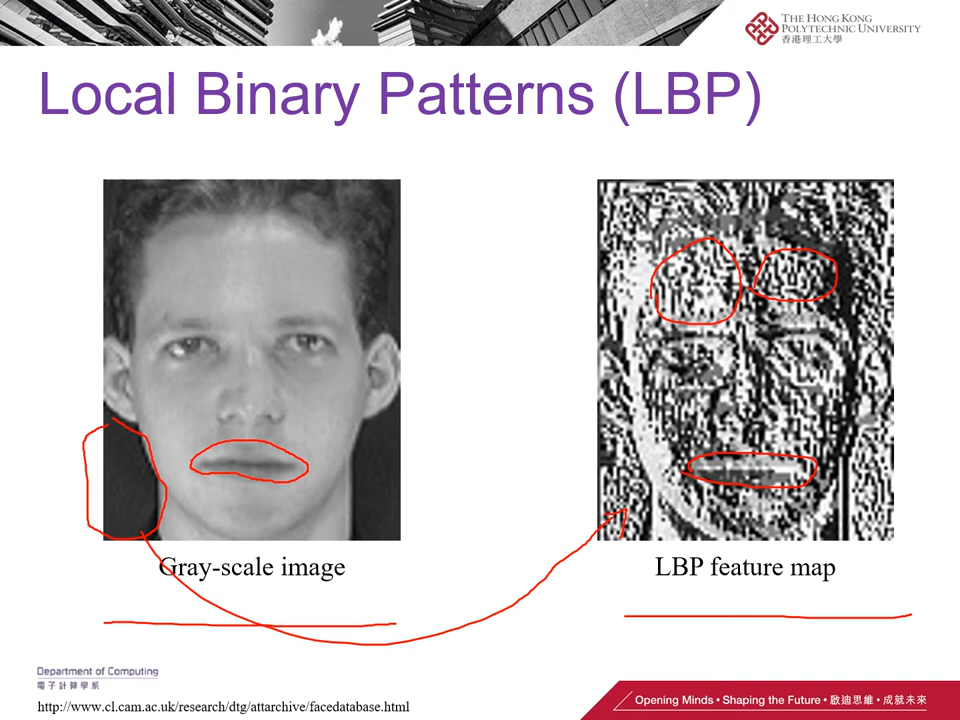 THE HONG KONG
POLYTECHNIC UNIVERSITY
香港理工大學
Local Binary Patterns (LBP)
Gray-scale image
LBP feature map
Department of Computing
電子計算學系
http://www.cl.cam.ac.uk/research/dtg/attarchive/facedatabase.html
Opening Minds • Shaping the Future • 啟迪思維 • 成就未來